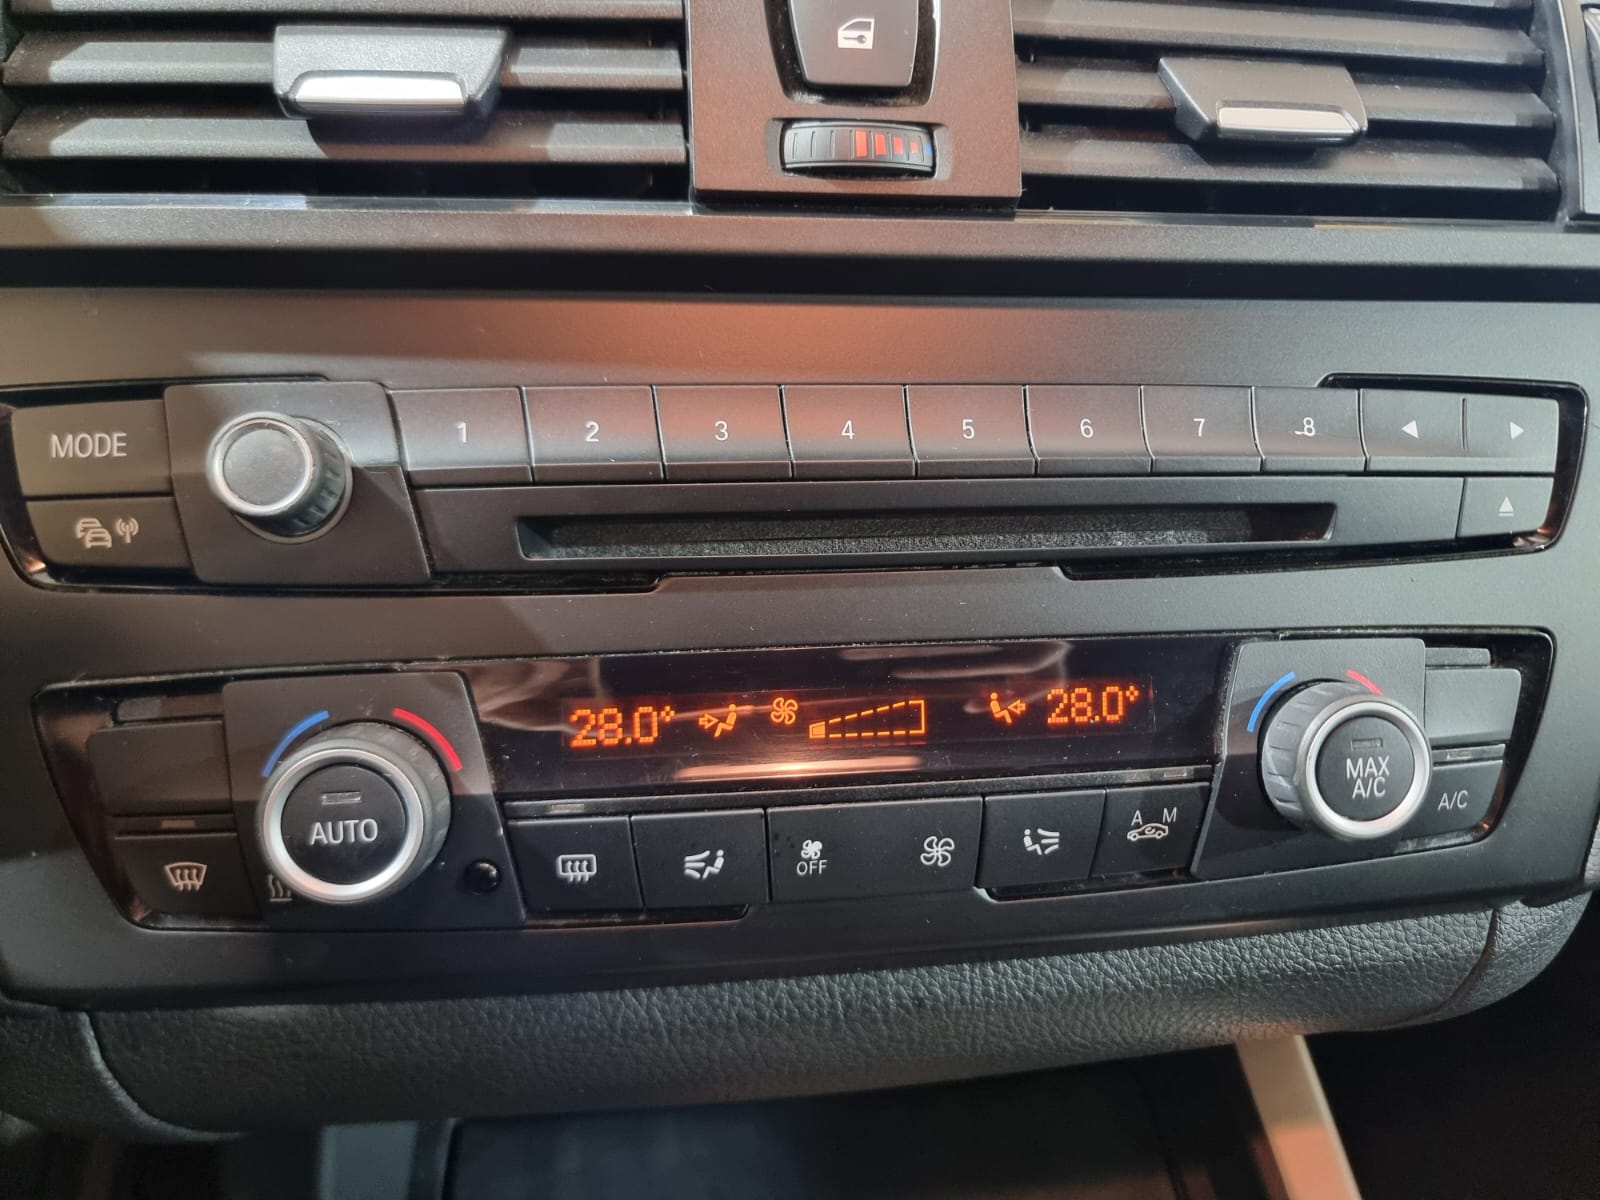 MODE
1 2 3 4 5 6 7 8
28.0° 28.0°
AUTO
MAX
A/C
A/C
OFF
A M